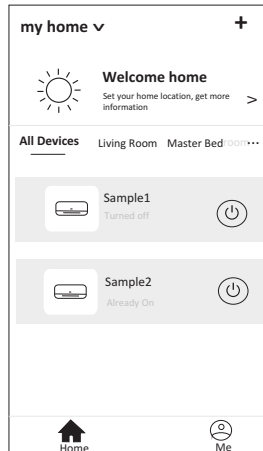 my home
+
Welcome home
Set your home location, get more
information
>
All Devices Living Room Master Bedroom ...
Sample1
Turned off
Sample2
Already On
Home
Me